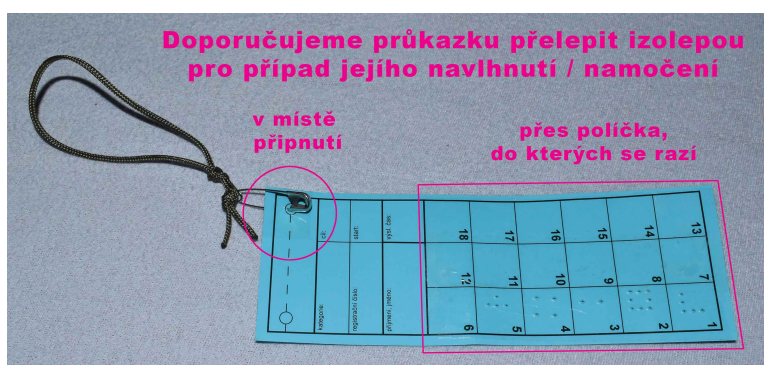 Doporučujeme průkazku přelepit izolepou
pro případ jejího navlhnutí / namočení
v místě
připnutí
přes políčka,
do kterých se razí
cíl:
start:
výsl. čas
kategorie:
registrační číslo:
příjmení, jméno:
18 17 16 15 14 13
12 11 10 9 8 7
6 5 4 3 2 1